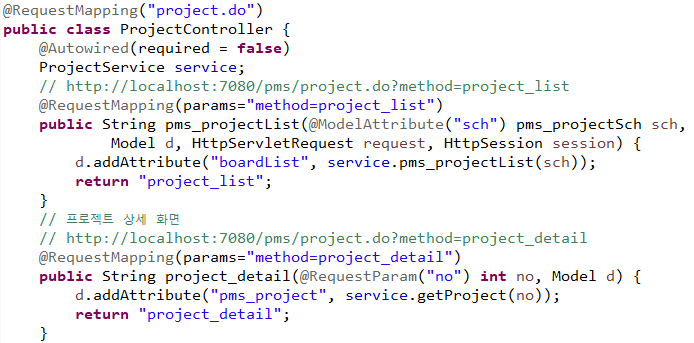 @RequestMapping("project.do")
public class ProjectController {
    @Autowired(required = false)
    ProjectService service;
    // http://localhost:7080/pms/project.do?method=project_list
    @RequestMapping(params="method=project_list")
    public String pms_projectList(@ModelAttribute("sch") pms_projectSch sch,
            Model d, HttpServletRequest request, HttpSession session) {
        d.addAttribute("boardList", service.pms_projectList(sch));
        return "project_list";
    }
    // 프로젝트 상세 화면
    // http://localhost:7080/pms/project.do?method=project_detail
    @RequestMapping(params="method=project_detail")
    public String project_detail(@RequestParam("no") int no, Model d) {
        d.addAttribute("pms_project", service.getProject(no));
        return "project_detail";
    }